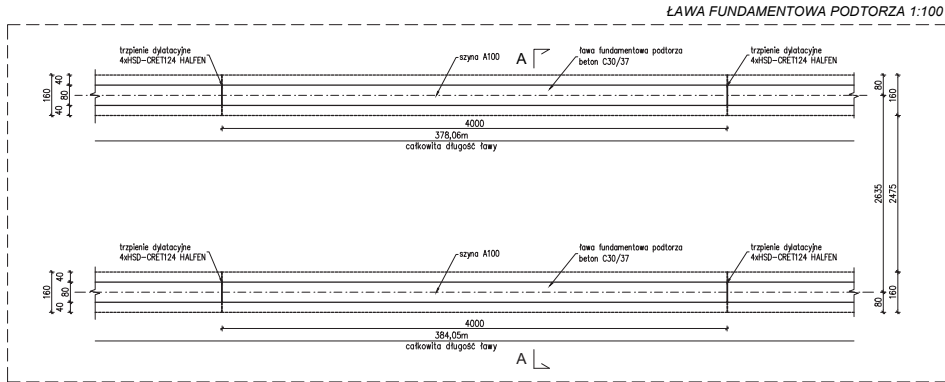 ŁAWA FUNDAMENTOWA PODTORZA 1:100
trzpienie dylatacyjne
4xHSD-CRET124 HALFEN
szyna A100
A
ława fundamentowa podtorza
beton C30/37
trzpienie dylatacyjne
4xHSD-CRET124 HALFEN
160
40
80
40
80
160
4000
378,06m
całkowita długość ławy
2635
2475
trzpienie dylatacyjne
4xHSD-CRET124 HALFEN
szyna A100
ława fundamentowa podtorza
beton C30/37
trzpienie dylatacyjne
4xHSD-CRET124 HALFEN
160
40
80
40
80
160
4000
384,05m
całkowita długość ławy
A